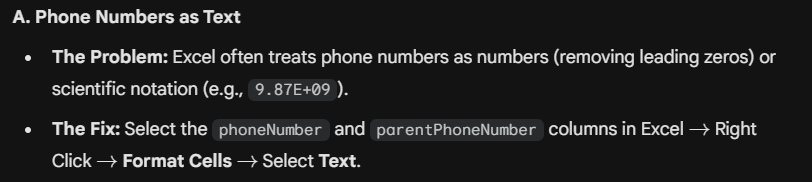 A. Phone Numbers as Text
• The Problem: Excel often treats phone numbers as numbers (removing leading zeros) or
scientific notation (e.g., 9.87E+09 ).
• The Fix: Select the phoneNumber and parentPhoneNumber columns in Excel → Right
Click → Format Cells → Select Text.